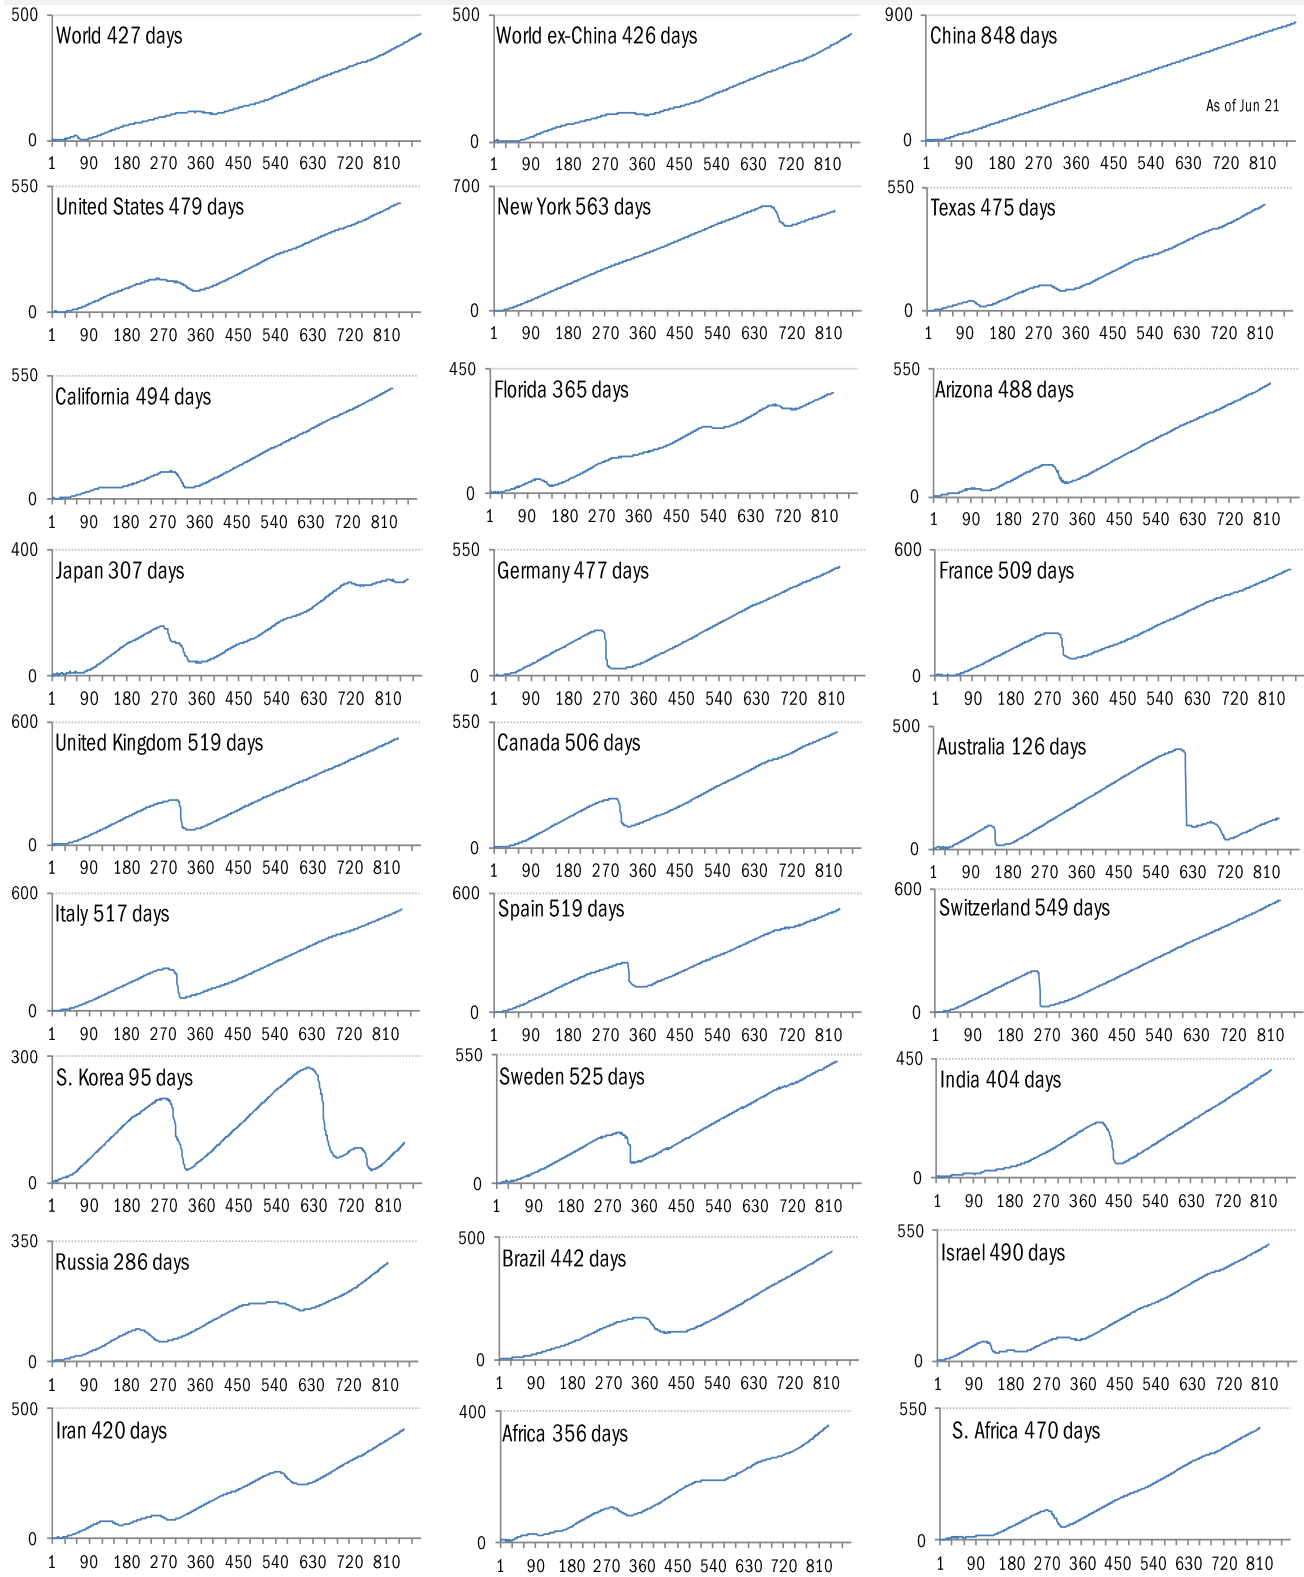 500
World 427 days
0
1 90 180 270 360 450 540 630 720 810
500
World ex-China 426 days
0
1 90 180 270 360 450 540 630 720 810
900
China 848 days
As of Jun 21
0
1 90 180 270 360 450 540 630 720 810
550
United States 479 days
0
1 90 180 270 360 450 540 630 720 810
700
New York 563 days
0
1 90 180 270 360 450 540 630 720 810
550
Texas 475 days
0
1 90 180 270 360 450 540 630 720 810
550
California 494 days
0
1 90 180 270 360 450 540 630 720 810
450
Florida 365 days
0
1 90 180 270 360 450 540 630 720 810
550
Arizona 488 days
0
1 90 180 270 360 450 540 630 720 810
400
Japan 307 days
0
1 90 180 270 360 450 540 630 720 810
550
Germany 477 days
0
1 90 180 270 360 450 540 630 720 810
600
France 509 days
0
1 90 180 270 360 450 540 630 720 810
600
United Kingdom 519 days
0
1 90 180 270 360 450 540 630 720 810
550
Canada 506 days
0
1 90 180 270 360 450 540 630 720 810
500
Australia 126 days
0
1 90 180 270 360 450 540 630 720 810
600
Italy 517 days
0
1 90 180 270 360 450 540 630 720 810
600
Spain 519 days
0
1 90 180 270 360 450 540 630 720 810
600
Switzerland 549 days
0
1 90 180 270 360 450 540 630 720 810
300
S. Korea 95 days
0
1 90 180 270 360 450 540 630 720 810
550
Sweden 525 days
0
1 90 180 270 360 450 540 630 720 810
450
India 404 days
0
1 90 180 270 360 450 540 630 720 810
350
Russia 286 days
0
1 90 180 270 360 450 540 630 720 810
500
Brazil 442 days
0
1 90 180 270 360 450 540 630 720 810
550
Israel 490 days
0
1 90 180 270 360 450 540 630 720 810
500
Iran 420 days
0
1 90 180 270 360 450 540 630 720 810
400
Africa 356 days
0
1 90 180 270 360 450 540 630 720 810
550
S. Africa 470 days
0
1 90 180 270 360 450 540 630 720 810